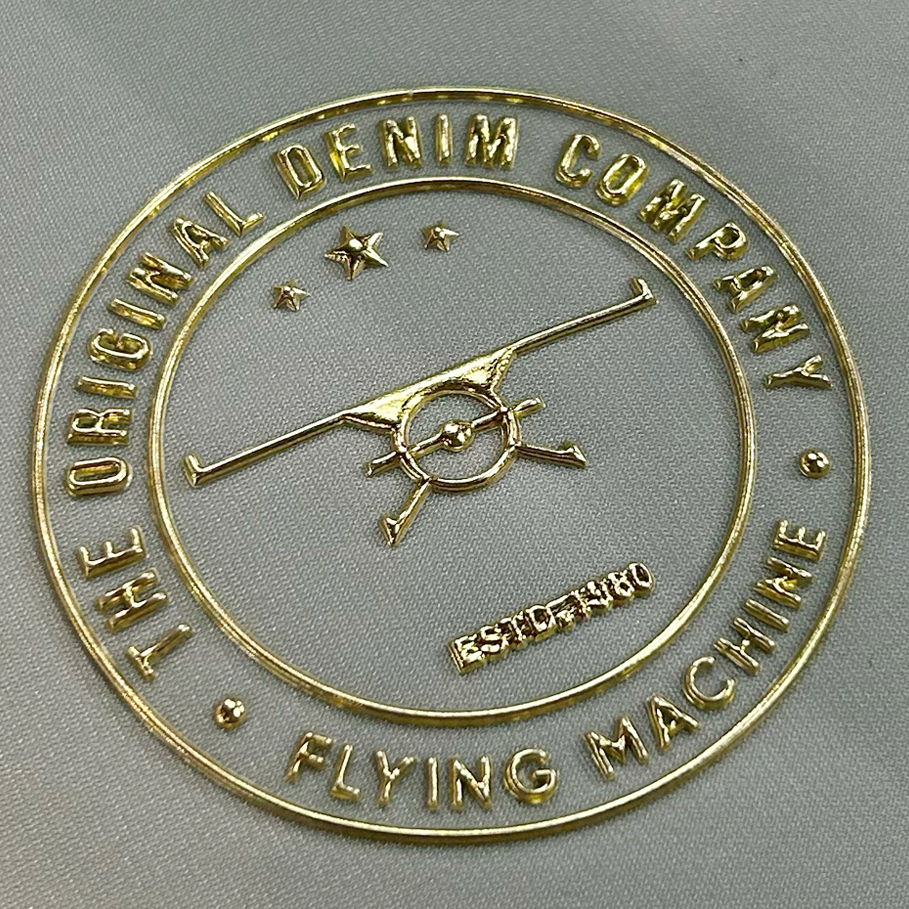 THE ORIGINAL DENIM COMPANY
ESTD.1980
FLYING MACHINE